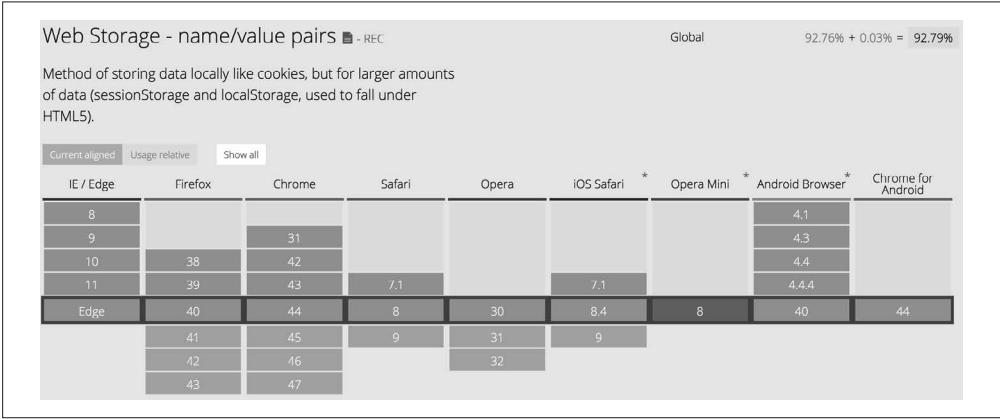 Web Storage - name/value pairs - REC
Global 92.76% + 0.03% = 92.79%
Method of storing data locally like cookies, but for larger amounts
of data (sessionStorage and localStorage, used to fall under
HTML5).
Current aligned Usage relative Show all
IE / Edge Firefox Chrome Safari Opera iOS Safari * Opera Mini * Android Browser * Chrome for Android
8 4.1
9 31 4.3
10 38 42 4.4
11 39 43 7.1 7.1 4.4.4
Edge 40 44 8 30 8.4 8 40 44
41 45 9 31 9
42 46 32
43 47